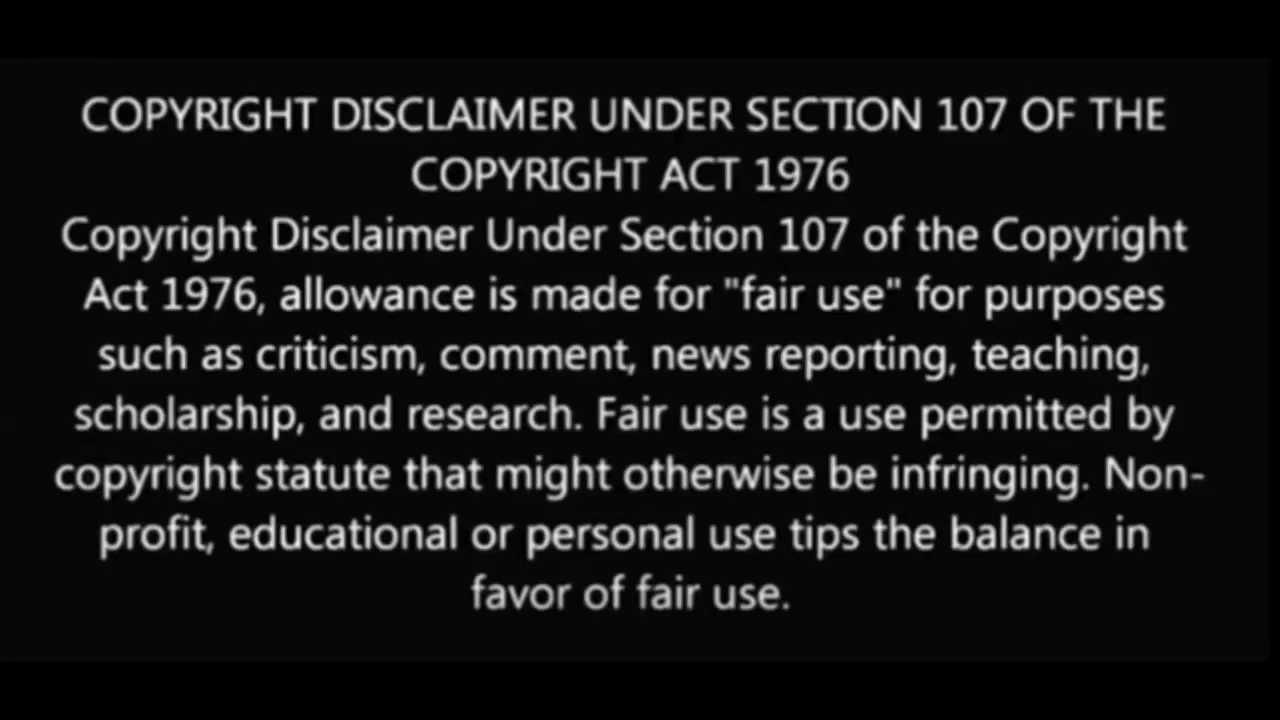 COPYRIGHT DISCLAIMER UNDER SECTION 107 OF THE
COPYRIGHT ACT 1976
Copyright Disclaimer Under Section 107 of the Copyright
Act 1976, allowance is made for "fair use" for purposes
such as criticism, comment, news reporting, teaching,
scholarship, and research. Fair use is a use permitted by
copyright statute that might otherwise be infringing. Non-
profit, educational or personal use tips the balance in
favor of fair use.